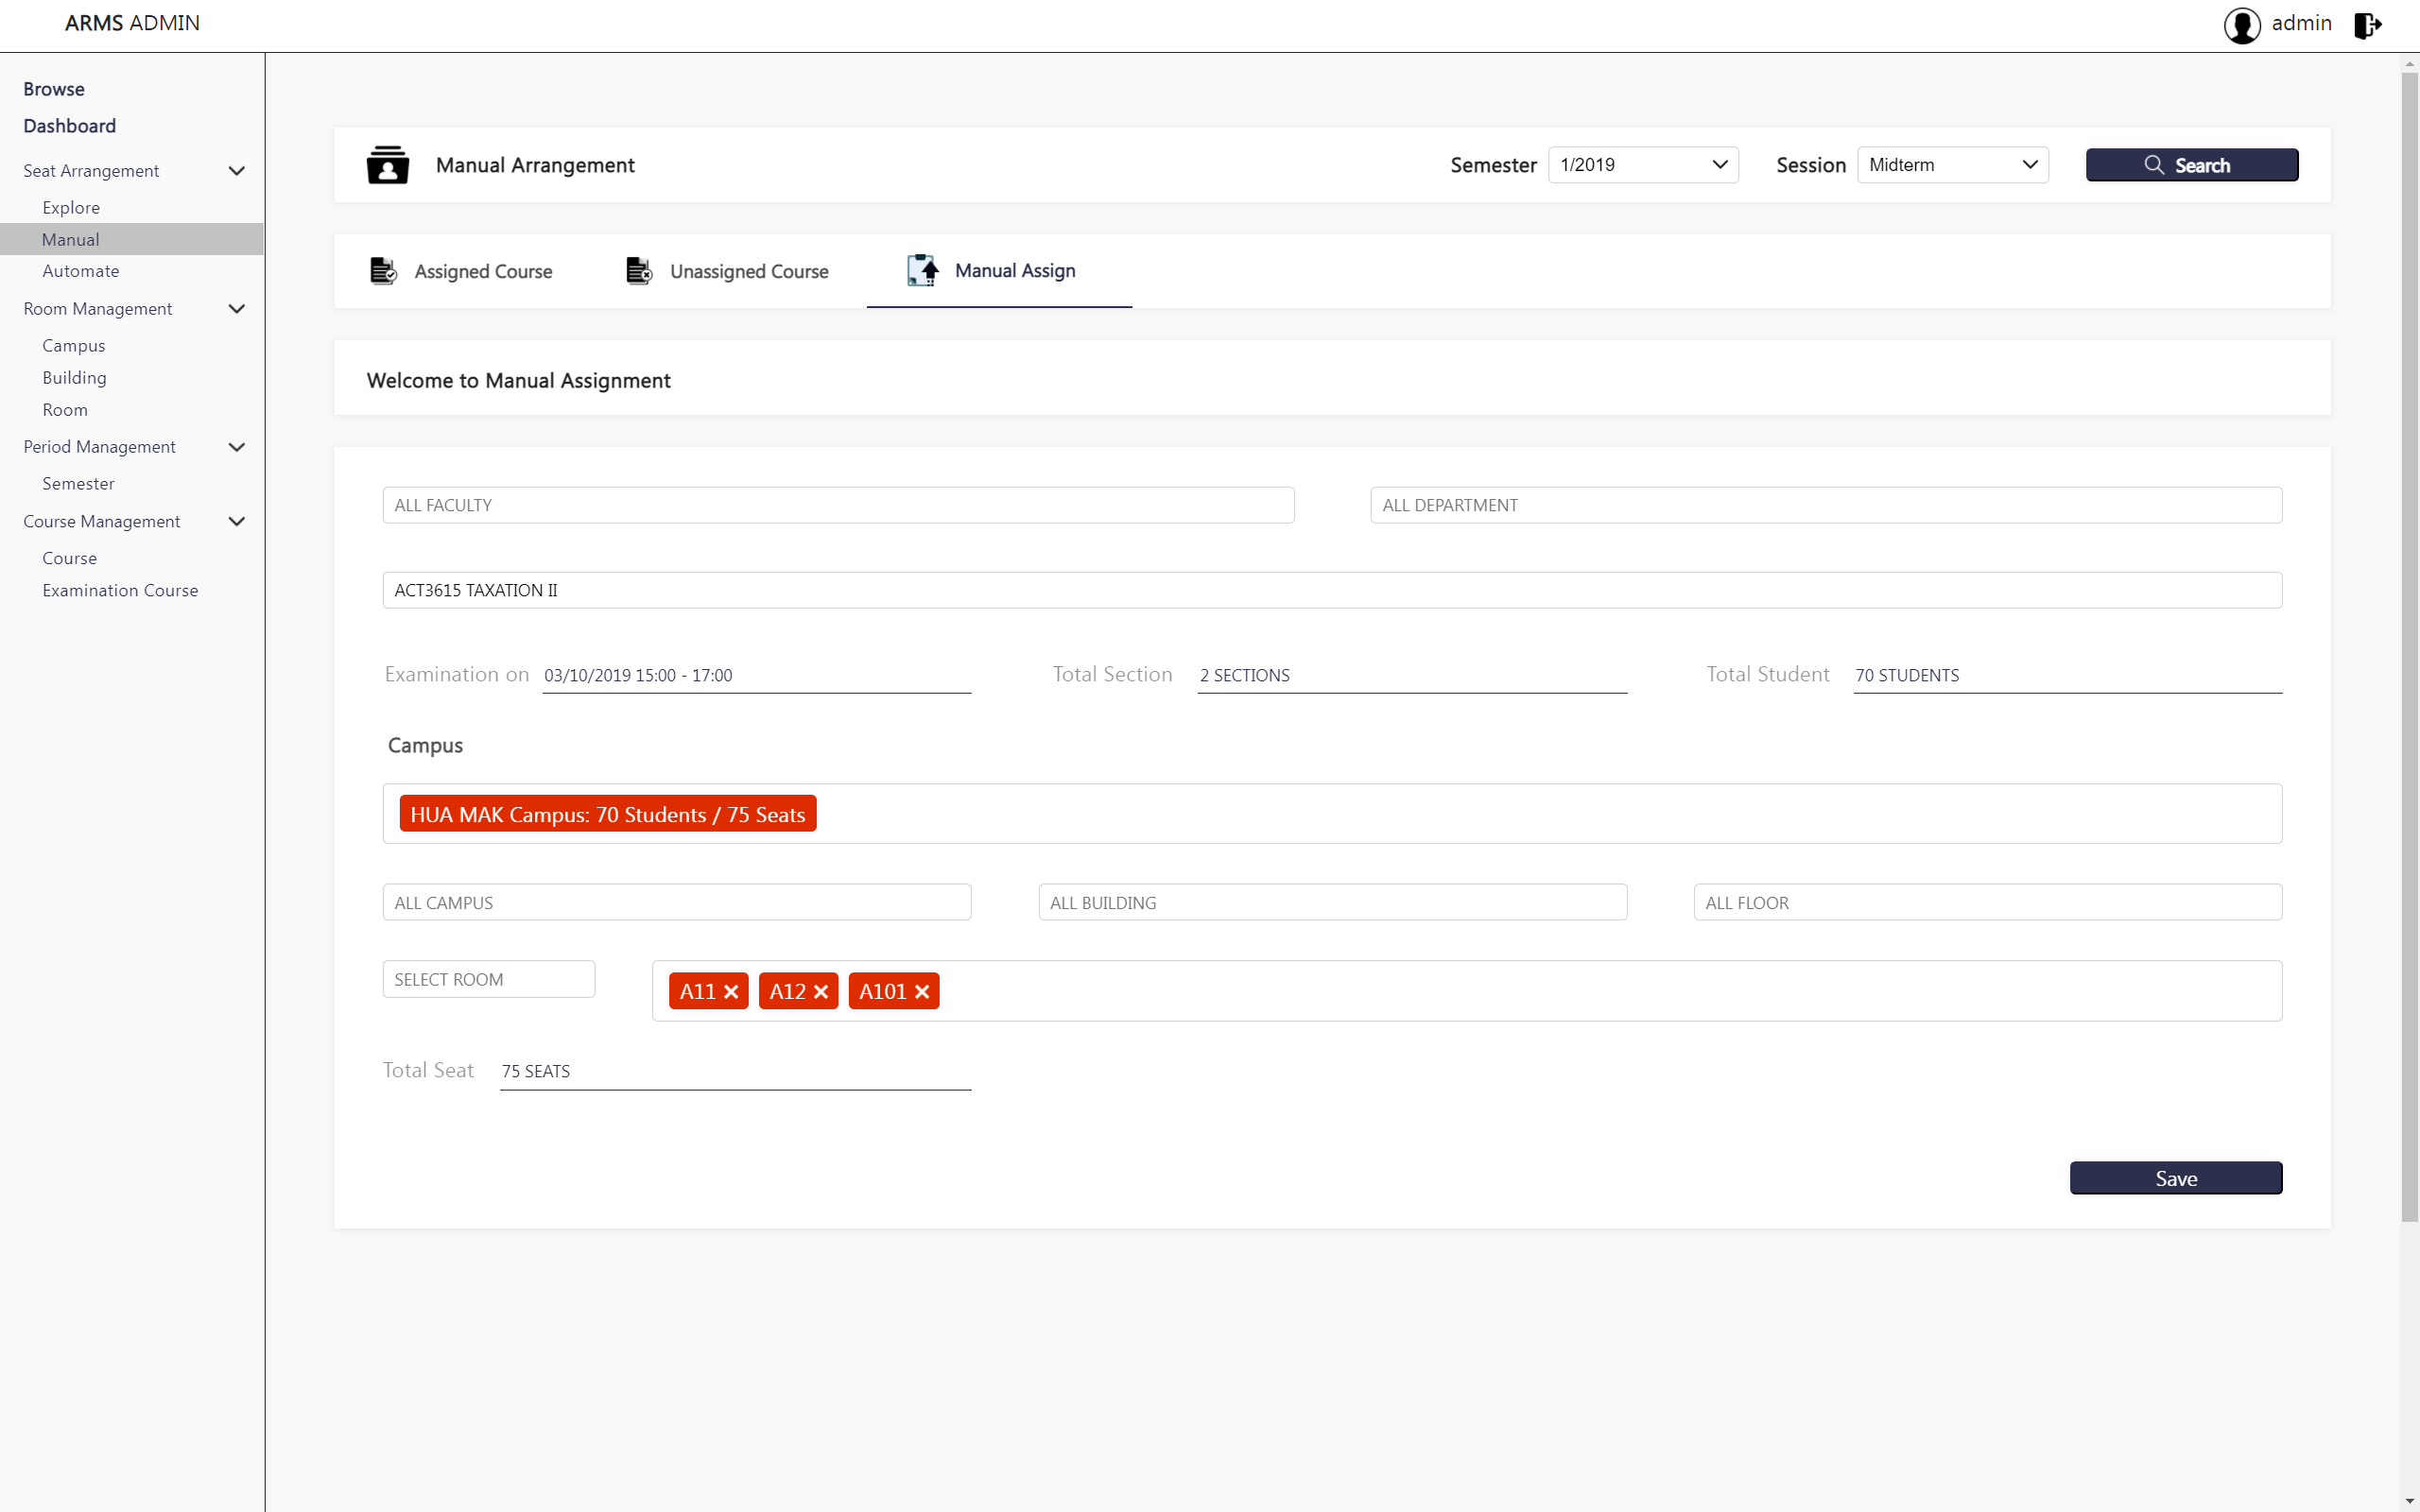 ARMS ADMIN
admin
Browse
Dashboard
Seat Arrangement
Explore
Manual
Automate
Room Management
Campus
Building
Room
Period Management
Semester
Course Management
Course
Examination Course
Manual Arrangement
Semester 1/2019 Session Midterm Search
Assigned Course Unassigned Course Manual Assign
Welcome to Manual Assignment
ALL FACULTY ALL DEPARTMENT
ACT3615 TAXATION II
Examination on 03/10/2019 15:00 - 17:00 Total Section 2 SECTIONS Total Student 70 STUDENTS
Campus
HUA MAK Campus: 70 Students / 75 Seats
ALL CAMPUS ALL BUILDING ALL FLOOR
SELECT ROOM A11 A12 A101
Total Seat 75 SEATS
Save